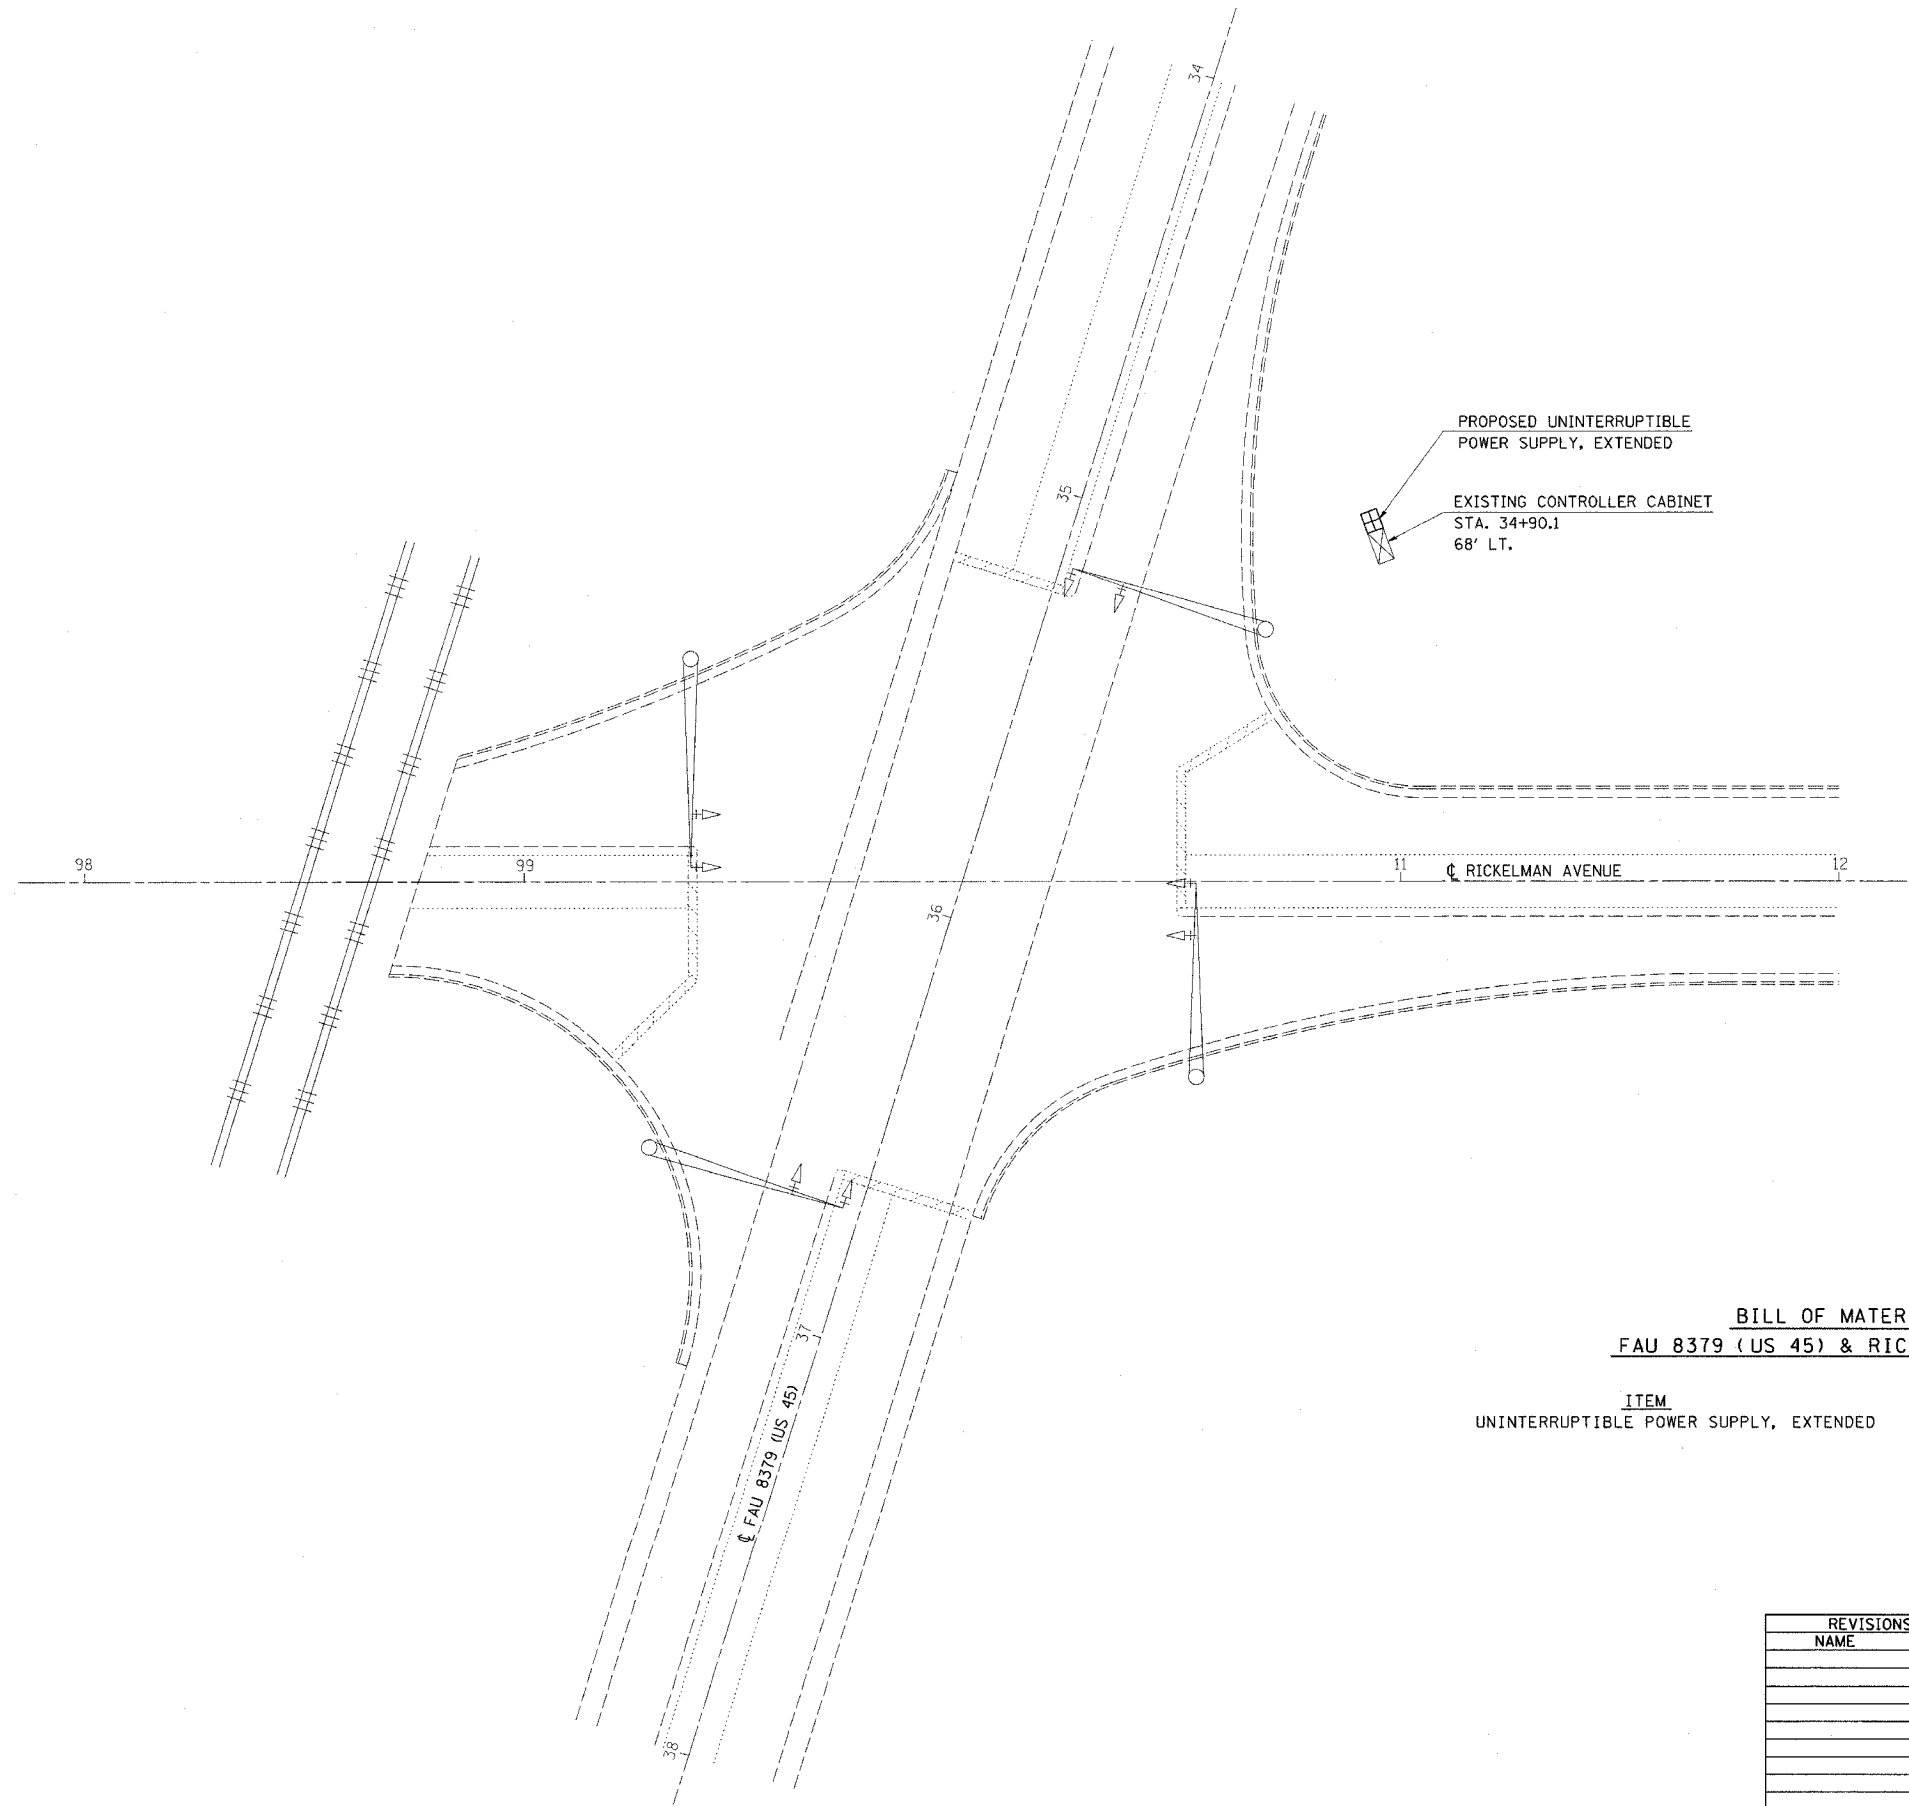 34
PROPOSED UNINTERRUPTIBLE
POWER SUPPLY, EXTENDED
35
EXISTING CONTROLLER CABINET
STA. 34+90.1
68' LT.
98
99
11
12
℄ RICKELMAN AVENUE
36
37
℄ FAU 8379 (US 45)
38
BILL OF MATER
FAU 8379 (US 45) & RIC
ITEM
UNINTERRUPTIBLE POWER SUPPLY, EXTENDED
REVISIONS
NAME